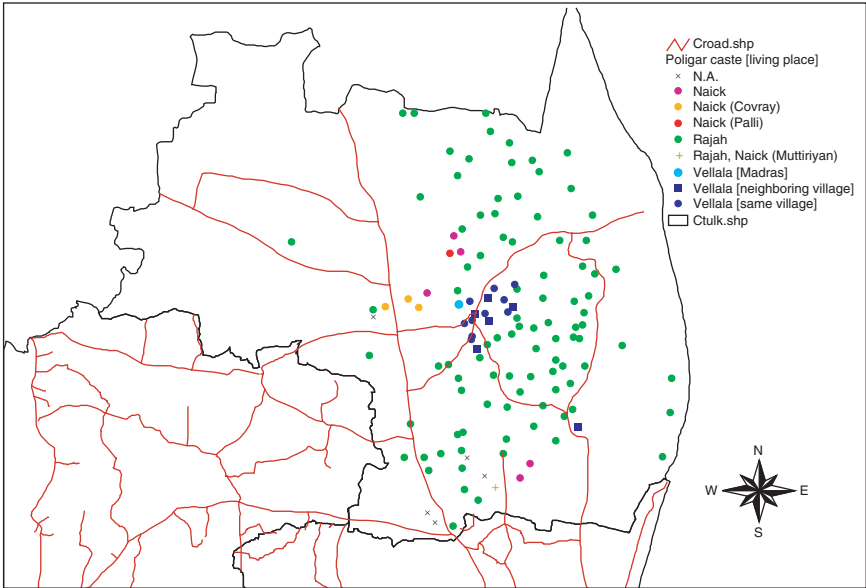 Croad.shp
Poligar caste [living place]
N.A.
Naick
Naick (Covray)
Naick (Palli)
Rajah
Rajah, Naick (Muttiriyan)
Vellala [Madras]
Vellala [neighboring village]
Vellala [same village]
Ctulk.shp
N
W E
S